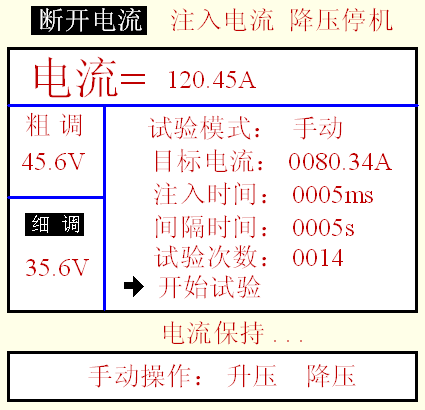 断开电流 注入电流 降压停机
电流= 120.45A
粗 调
45.6V
细 调
35.6V
试验模式: 手动
目标电流: 0080.34A
注入时间: 0005ms
间隔时间: 0005s
试验次数: 0014
开始试验
电流保持...
手动操作: 升压 降压